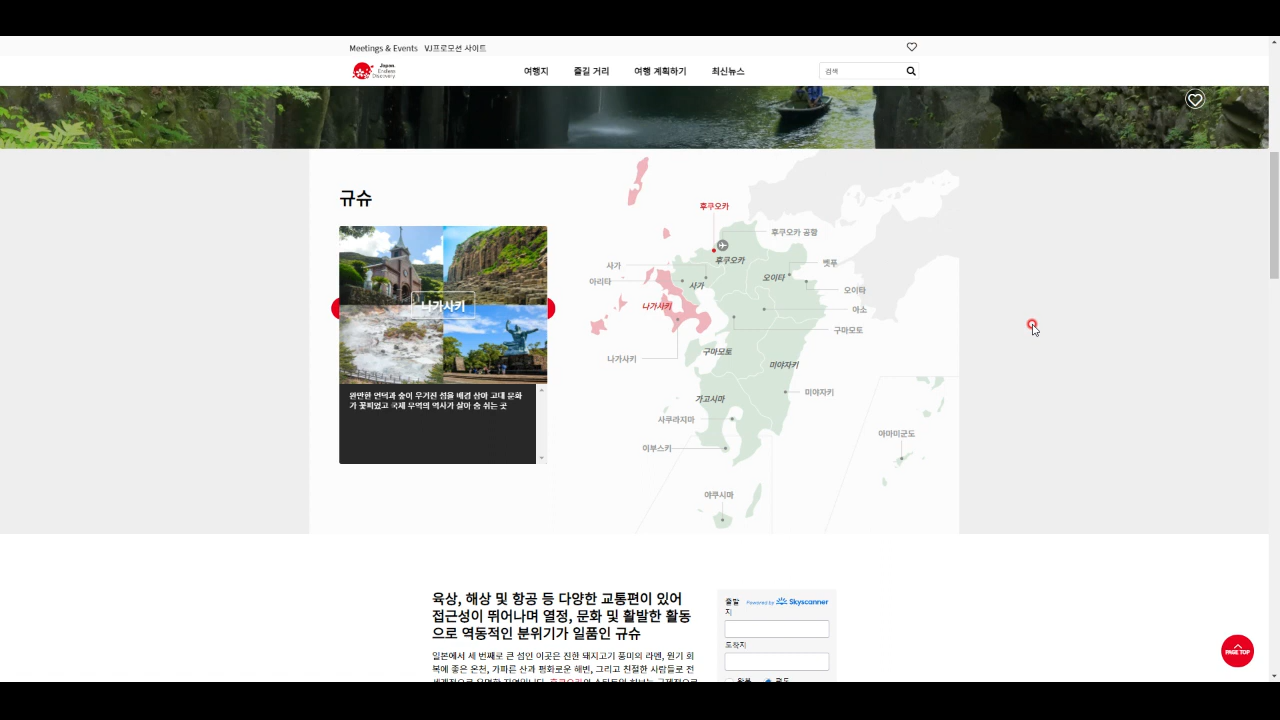 Meetings & Events VJ프로모션 사이트
Japan.
Endless
Discovery.
여행지 즐길 거리 여행 계획하기 최신뉴스
검색
규슈
나가사키
완만한 언덕과 숲이 우거진 섬을 배경 삼아 고대 문화
가 꽃피었고 국제 무역의 역사가 살아 숨 쉬는 곳
후쿠오카
후쿠오카 공항
후쿠오카
벳푸
사가
오이타
아리타
사가
오이타
나가사키
아소
구마모토
나가사키
구마모토
미야자키
미야자키
가고시마
사쿠라지마
아마미군도
이부스키
야쿠시마
육상, 해상 및 항공 등 다양한 교통편이 있어
접근성이 뛰어나며 열정, 문화 및 활발한 활동
으로 역동적인 분위기가 일품인 규슈
일본에서 세 번째로 큰 섬인 이곳은 진한 돼지고기 풍미의 라멘, 원기 회
복에 좋은 온천, 가파른 산과 평화로운 해변, 그리고 친절한 사람들로 전
출발
지
Powered by Skyscanner
도착지
PAGE TOP